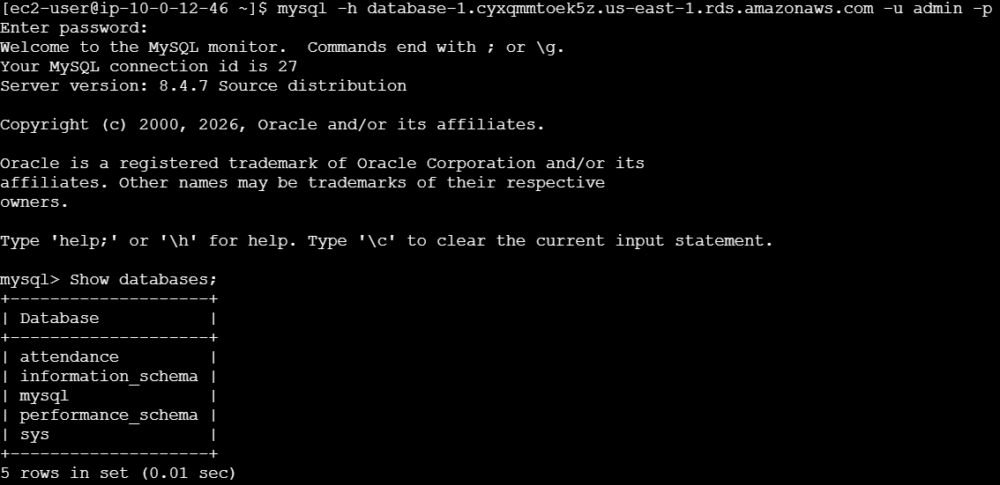 [ec2-user@ip-10-0-12-46 ~]$ mysql -h database-1.cyxqmmtoek5z.us-east-1.rds.amazonaws.com -u admin -p
Enter password:
Welcome to the MySQL monitor.  Commands end with ; or \g.
Your MySQL connection id is 27
Server version: 8.4.7 Source distribution

Copyright (c) 2000, 2026, Oracle and/or its affiliates.

Oracle is a registered trademark of Oracle Corporation and/or its
affiliates. Other names may be trademarks of their respective
owners.

Type 'help;' or '\h' for help. Type '\c' to clear the current input statement.

mysql> Show databases;
+--------------------+
| Database           |
+--------------------+
| attendance         |
| information_schema |
| mysql              |
| performance_schema |
| sys                |
+--------------------+
5 rows in set (0.01 sec)